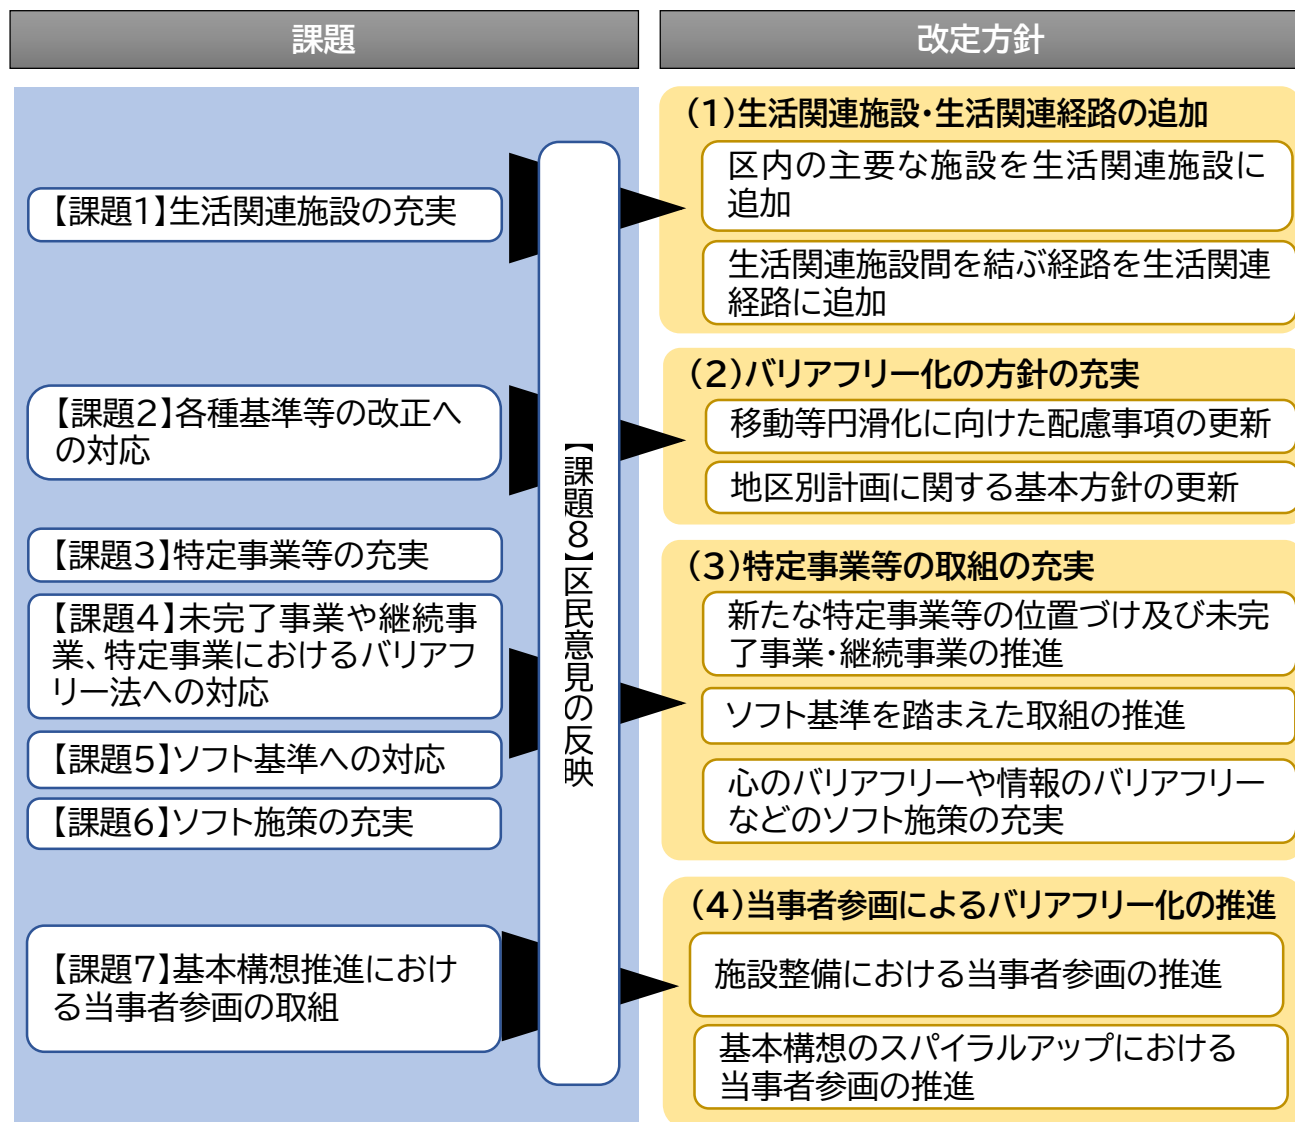 課題
【課題1】生活関連施設の充実
【課題2】各種基準等の改正へ
の対応
【課題3】特定事業等の充実
【課題4】未完了事業や継続事
業、特定事業におけるバリアフ
リー法への対応
【課題5】ソフト基準への対応
【課題6】ソフト施策の充実
【課題7】基本構想推進におけ
る当事者参画の取組
【課題8】区民意見の反映
改定方針
(1)生活関連施設・生活関連経路の追加
区内の主要な施設を生活関連施設に
追加
生活関連施設間を結ぶ経路を生活関連
経路に追加
(2)バリアフリー化の方針の充実
移動等円滑化に向けた配慮事項の更新
地区別計画に関する基本方針の更新
(3)特定事業等の取組の充実
新たな特定事業等の位置づけ及び未完
了事業・継続事業の推進
ソフト基準を踏まえた取組の推進
心のバリアフリーや情報のバリアフリー
などのソフト施策の充実
(4)当事者参画によるバリアフリー化の推進
施設整備における当事者参画の推進
基本構想のスパイラルアップにおける
当事者参画の推進